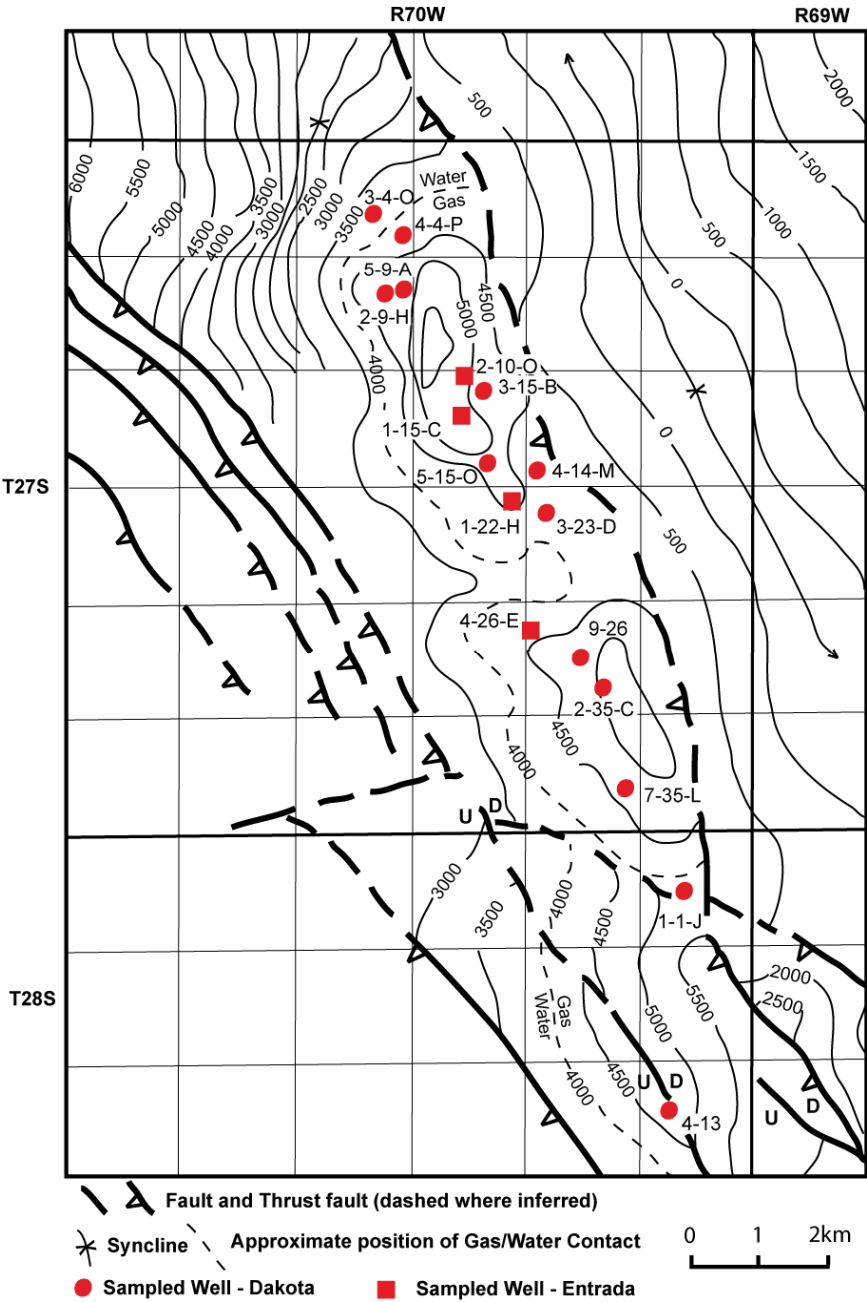 R70W
R69W
500
2000
6000
5500
5000
4500
4000
3500
3000
2500
3000
3500
1500
1000
500
0
Water
Gas
3-4-O
4-4-P
5-9-A
2-9-H
4500
5000
4000
2-10-O
3-15-B
1-15-C
0
5-15-O
4-14-M
T27S
1-22-H
3-23-D
500
4-26-E
9-26
2-35-C
4500
4000
7-35-L
U D
3000
3500
4000
4500
1-1-J
2000
2500
T28S
Gas
Water
5000
5500
4000
4500
U D
4-13
U D
Fault and Thrust fault (dashed where inferred)
Syncline
Approximate position of Gas/Water Contact
0 1 2km
Sampled Well - Dakota
Sampled Well - Entrada